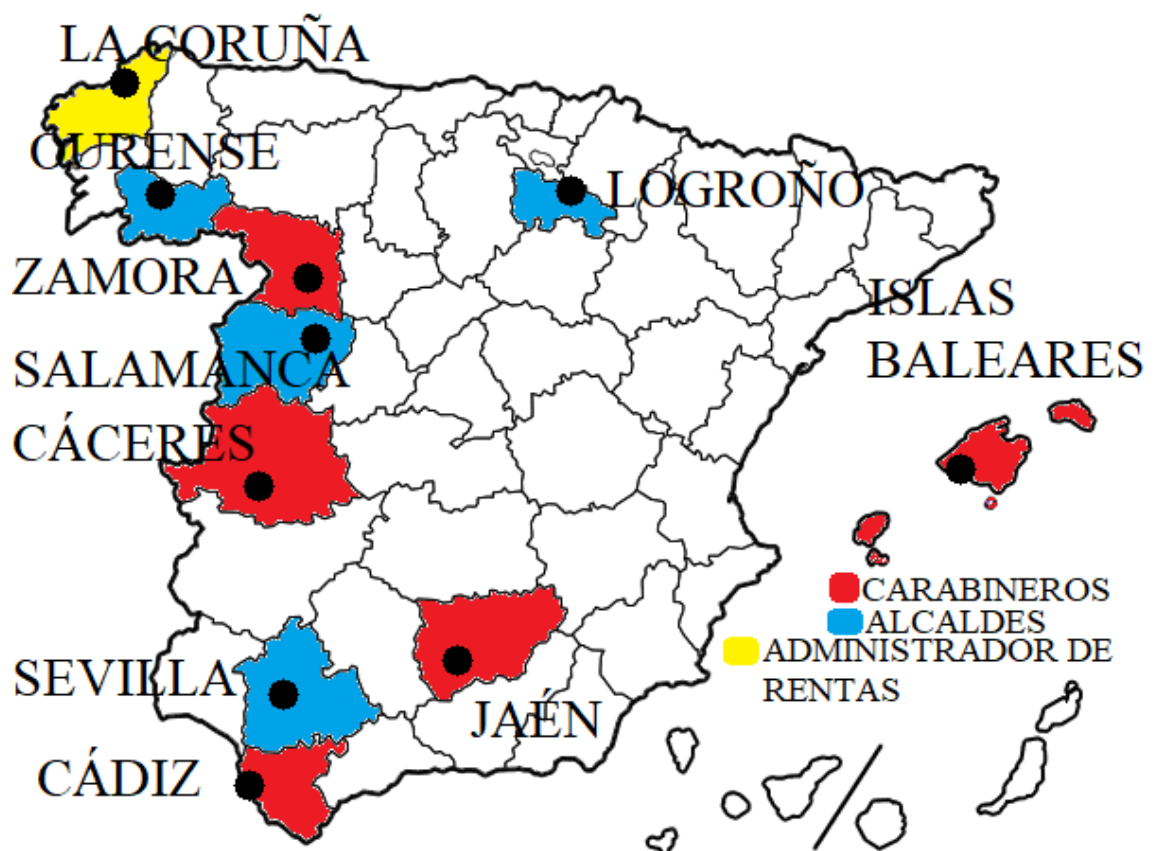 LA CORUÑA
OURENSE
LOGROÑO
ZAMORA
ISLAS
BALEARES
SALAMANCA
CÁCERES
CARABINEROS
ALCALDES
ADMINISTRADOR DE
RENTAS
SEVILLA
JAÉN
CÁDIZ